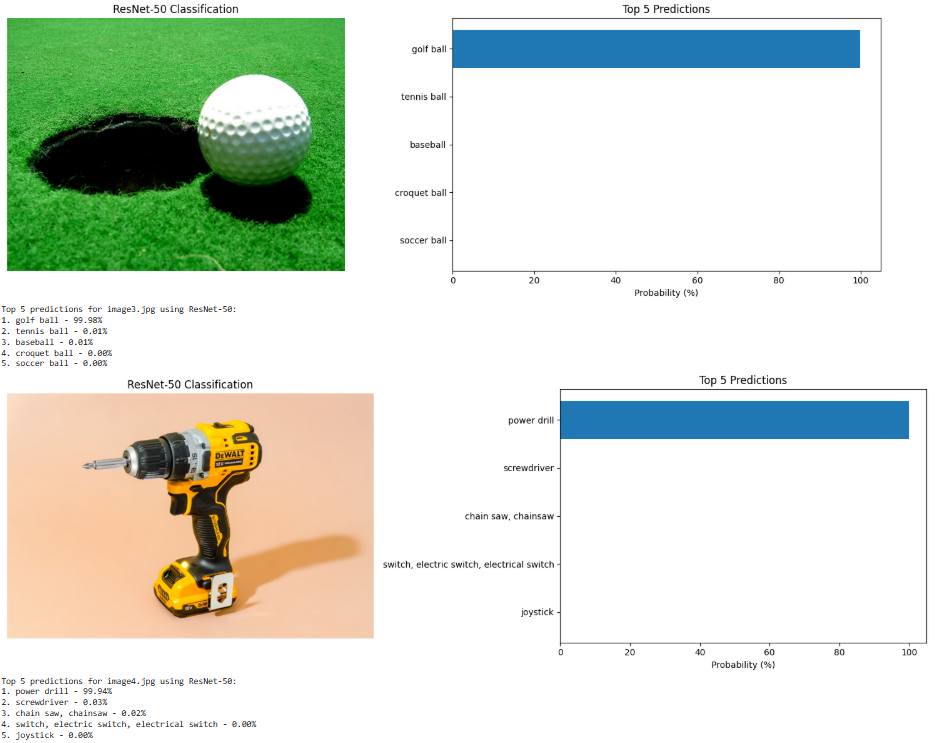 ResNet-50 Classification
Top 5 Predictions
golf ball
tennis ball
baseball
croquet ball
soccer ball
0 20 40 60 80 100
Probability (%)
Top 5 predictions for image3.jpg using ResNet-50:
1. golf ball - 99.98%
2. tennis ball - 0.01%
3. baseball - 0.01%
4. croquet ball - 0.00%
5. soccer ball - 0.00%
ResNet-50 Classification
DEWALT
Top 5 Predictions
power drill
screwdriver
chain saw, chainsaw
switch, electric switch, electrical switch
joystick
0 20 40 60 80 100
Probability (%)
Top 5 predictions for image4.jpg using ResNet-50:
1. power drill - 99.94%
2. screwdriver - 0.03%
3. chain saw, chainsaw - 0.02%
4. switch, electric switch, electrical switch - 0.00%
5. joystick - 0.00%